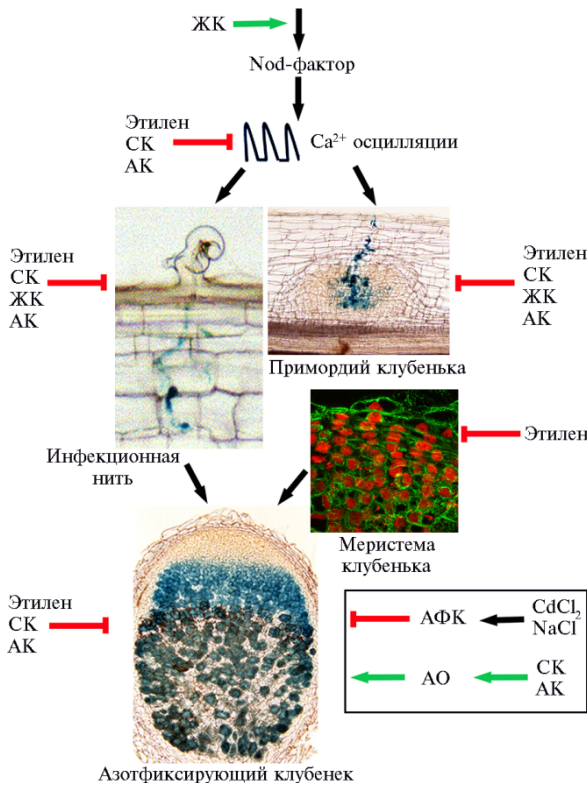 ЖК
Nod-фактор
Этилен
СК
АК
Ca²⁺ осцилляции
Этилен
СК
ЖК
АК
Этилен
СК
ЖК
АК
Примордий клубенька
Этилен
Инфекционная
нить
Меристема
клубенька
Этилен
СК
АК
АФК
CdCl₂
NaCl
АО
СК
АК
Азотфиксирующий клубенек